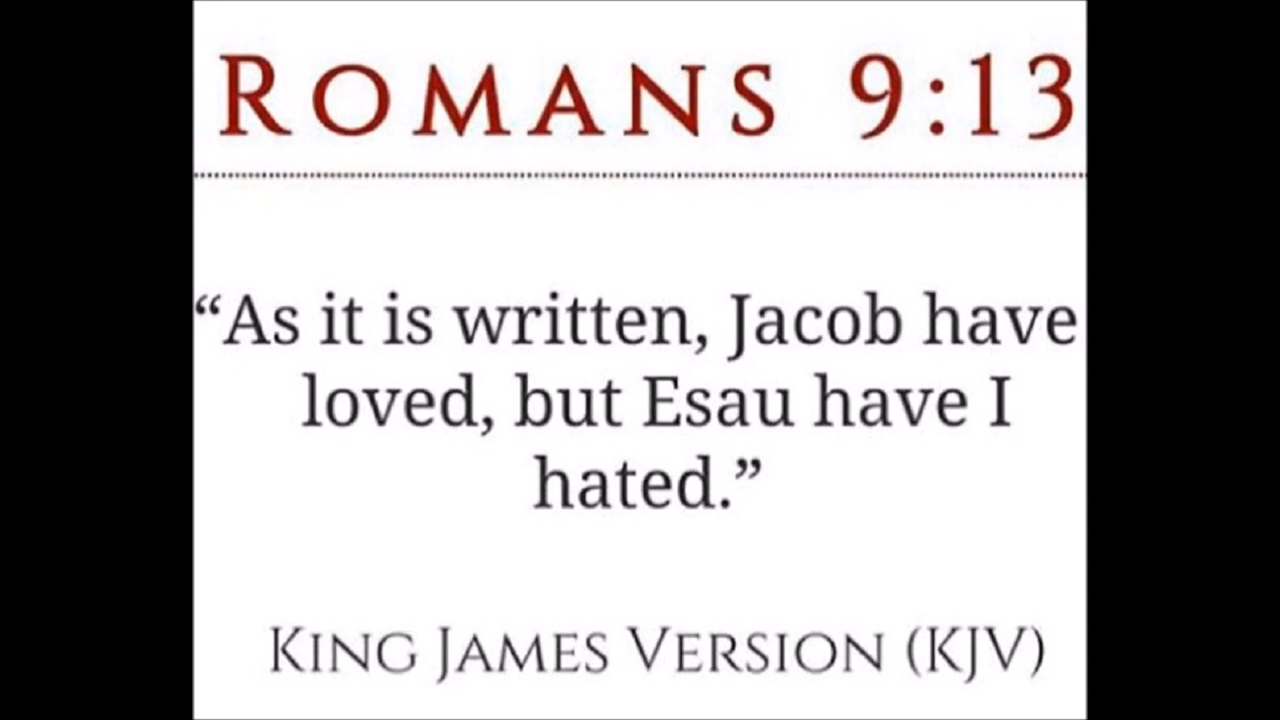 ROMANS 9:13
“As it is written, Jacob have
loved, but Esau have I
hated.”
KING JAMES VERSION (KJV)